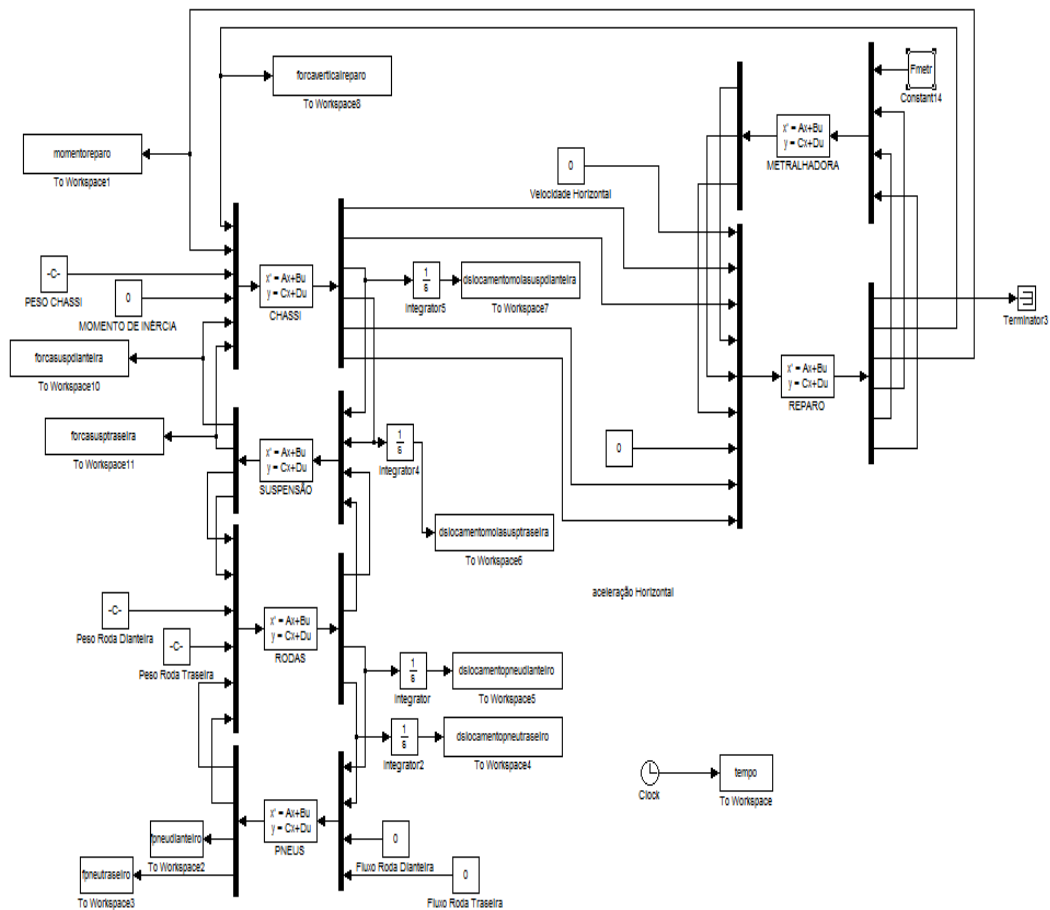 forcaverticalreparo
To Workspace8
Fmetr
Constant14
momentoreparo
To Workspace1
x' = Ax+Bu
y = Cx+Du
METRALHADORA
0
Velocidade Horizontal
-C-
PESO CHASSI
0
MOMENTO DE INÉRCIA
x' = Ax+Bu
y = Cx+Du
CHASSI
1
s
Integrator5
dslocamentomolasuspdianteira
To Workspace7
Terminator3
forcasuspdianteira
To Workspace10
x' = Ax+Bu
y = Cx+Du
REPARO
forcasusptraseira
To Workspace11
x' = Ax+Bu
y = Cx+Du
SUSPENSÃO
1
s
Integrator4
0
dslocamentomolasusptraseira
To Workspace6
aceleração Horizontal
-C-
Peso Roda Dianteira
-C-
Peso Roda Traseira
x' = Ax+Bu
y = Cx+Du
RODAS
1
s
Integrator
dslocamentopneudianteiro
To Workspace5
1
s
Integrator2
dslocamentopneutraseiro
To Workspace4
Clock
tempo
To Workspace
x' = Ax+Bu
y = Cx+Du
PNEUS
fpneudianteiro
To Workspace2
0
Fluxo Roda Dianteira
fpneutraseiro
To Workspace3
0
Fluxo Roda Traseira